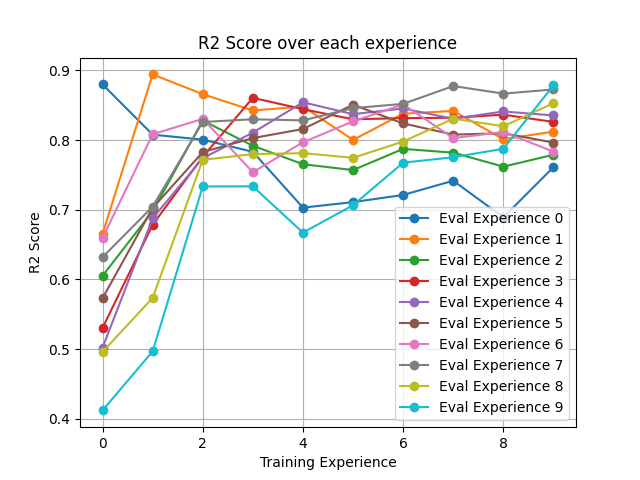 R2 Score over each experience
R2 Score
0.9
0.8
0.7
0.6
0.5
0.4
0
2
4
6
8
Training Experience
Eval Experience 0
Eval Experience 1
Eval Experience 2
Eval Experience 3
Eval Experience 4
Eval Experience 5
Eval Experience 6
Eval Experience 7
Eval Experience 8
Eval Experience 9